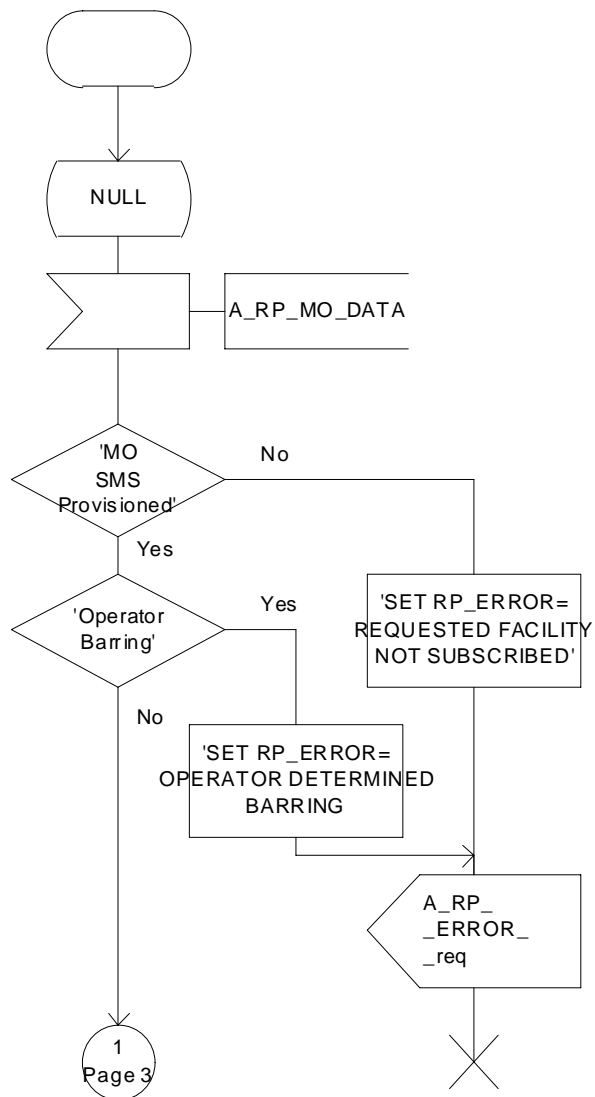 NULL
A_RP_MO_DATA
'MO
SMS
Provisioned'
No
Yes
'Operator
Barring'
Yes
'SET RP_ERROR=
REQUESTED FACILITY
NOT SUBSCRIBED'
No
'SET RP_ERROR=
OPERATOR DETERMINED
BARRING
A_RP_
_ERROR_
_req
1
Page 3